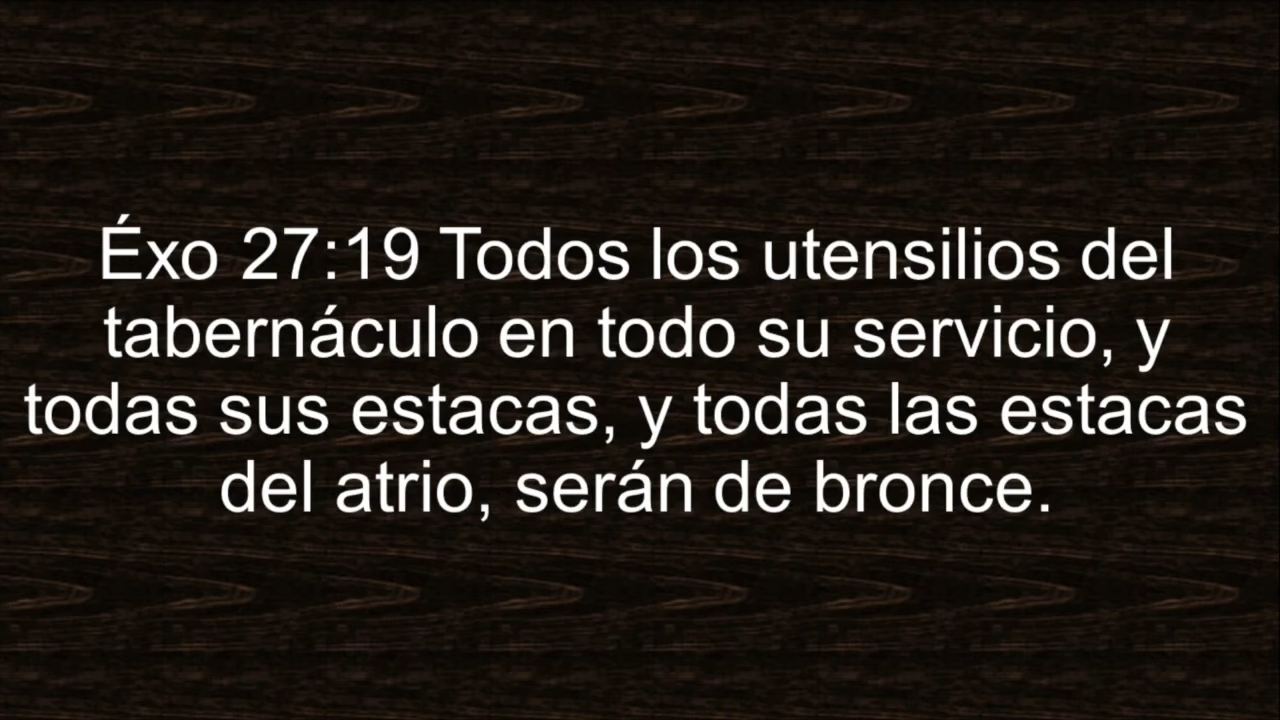 Éxo 27:19 Todos los utensilios del
tabernáculo en todo su servicio, y
todas sus estacas, y todas las estacas
del atrio, serán de bronce.